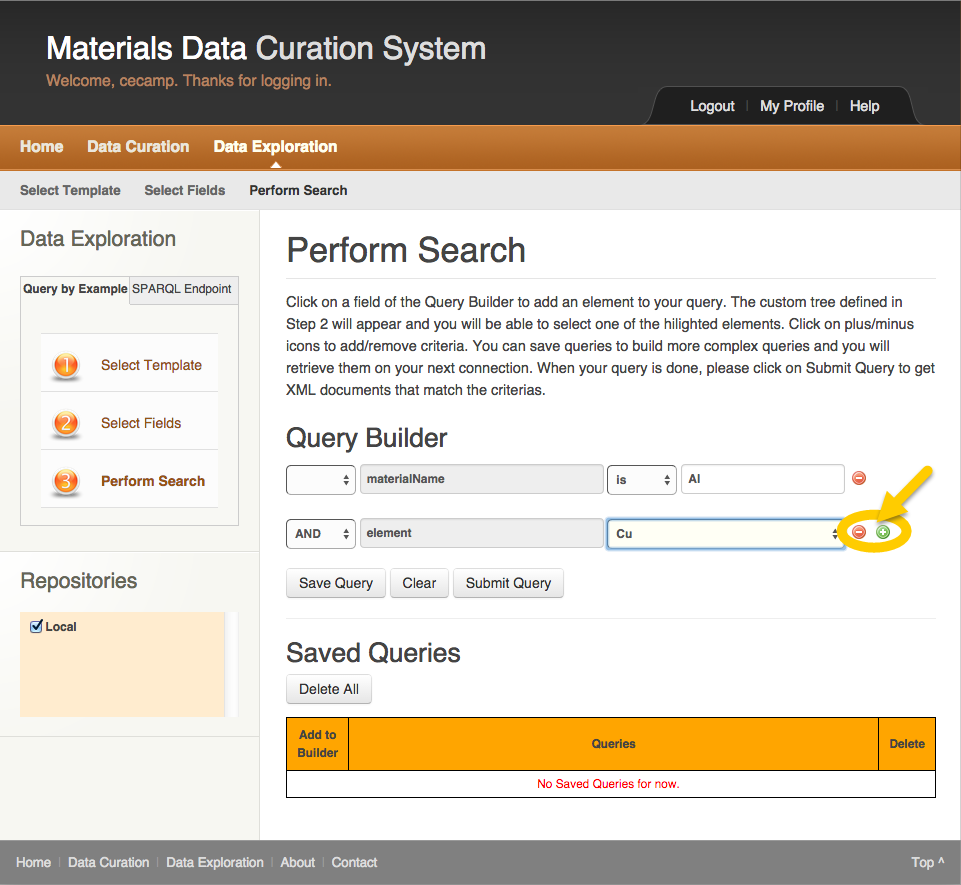 Materials Data Curation System
Welcome, cecamp. Thanks for logging in.
Logout | My Profile | Help
Home Data Curation Data Exploration
Select Template Select Fields Perform Search
Data Exploration
Query by Example SPARQL Endpoint
1 Select Template
2 Select Fields
3 Perform Search
Repositories
Local
Perform Search
Click on a field of the Query Builder to add an element to your query. The custom tree defined in
Step 2 will appear and you will be able to select one of the hilighted elements. Click on plus/minus
icons to add/remove criteria. You can save queries to build more complex queries and you will
retrieve them on your next connection. When your query is done, please click on Submit Query to get
XML documents that match the criterias.
Query Builder
materialName is Al
AND element Cu
Save Query Clear Submit Query
Saved Queries
Delete All
Add to
Builder
Queries
Delete
No Saved Queries for now.
Home | Data Curation | Data Exploration | About | Contact
Top ^